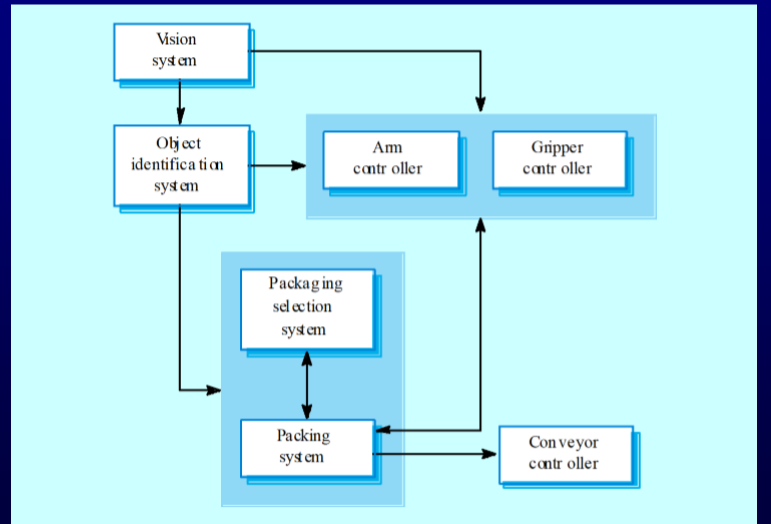 Vision
system
Object
identification
system
Arm
controller
Gripper
controller
Packaging
selection
system
Packing
system
Conveyor
controller